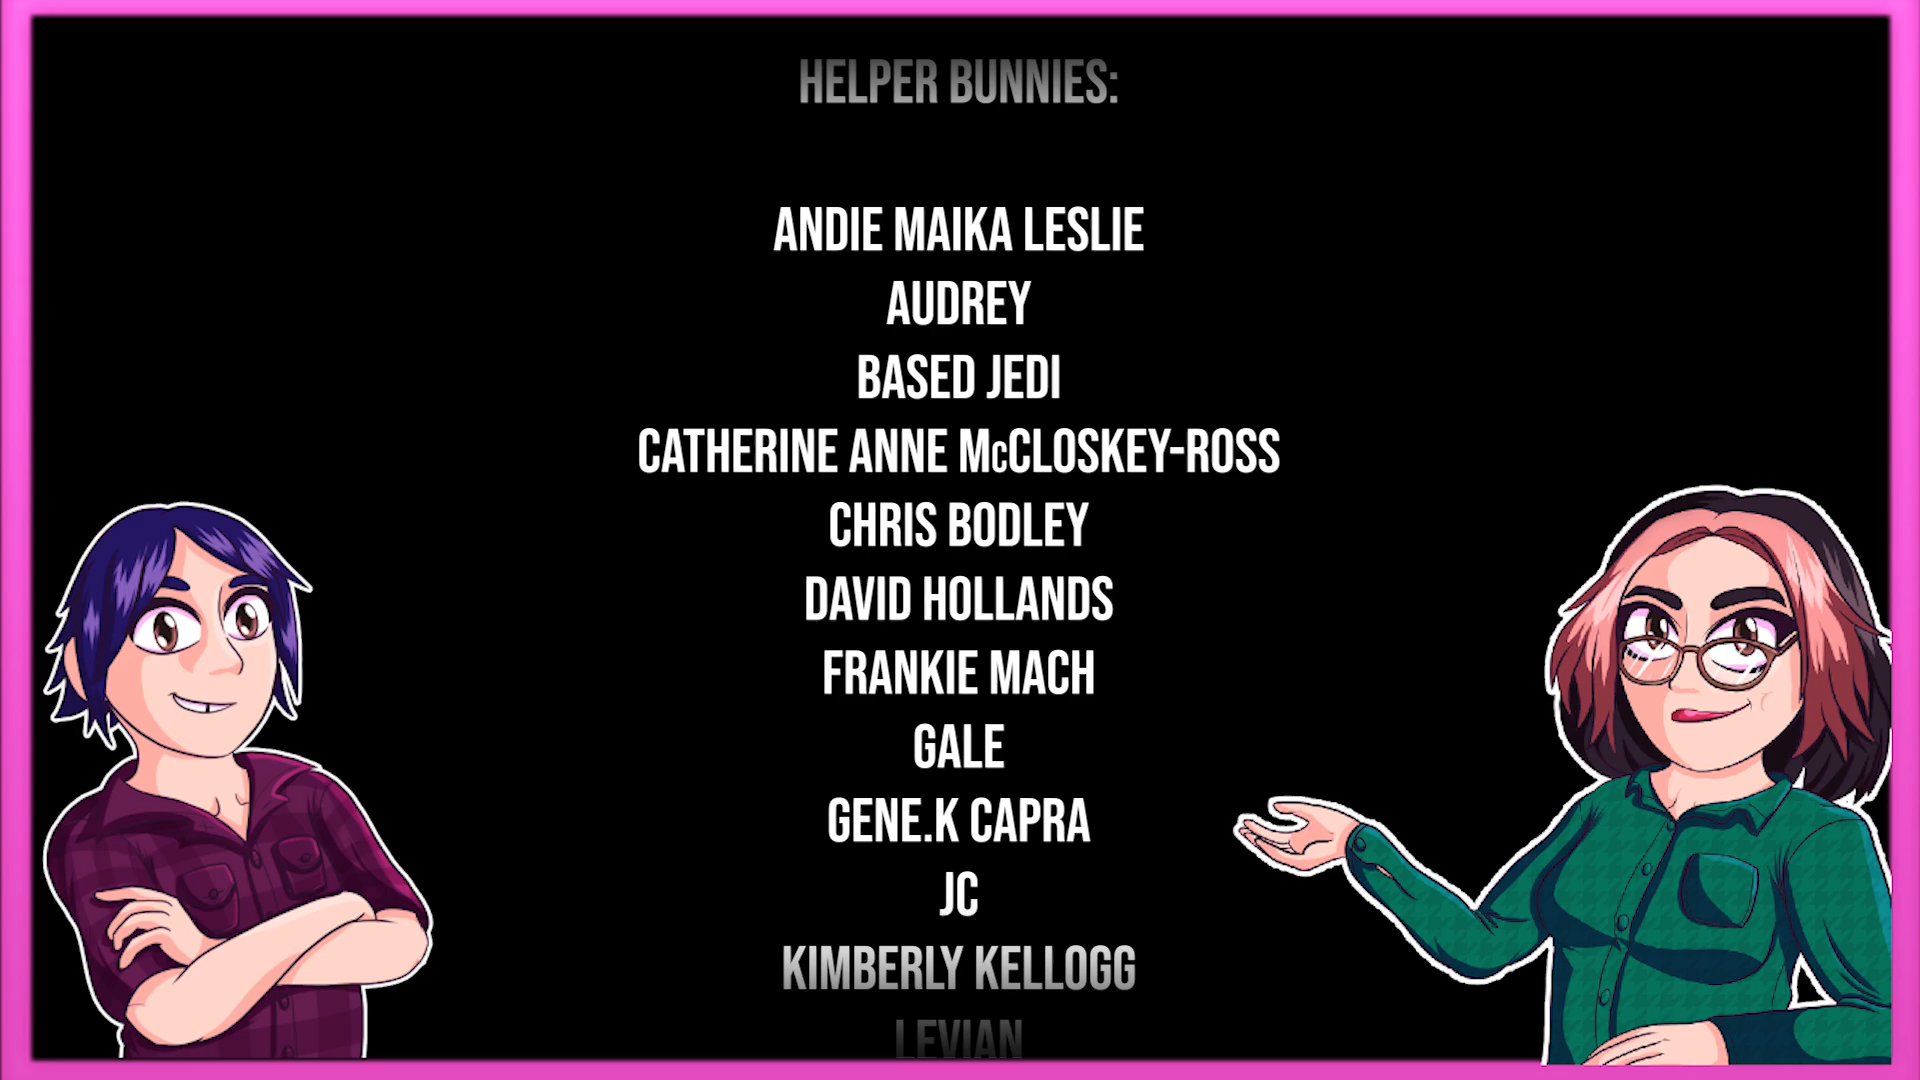 HELPER BUNNIES:
ANDIE MAIKA LESLIE
AUDREY
BASED JEDI
CATHERINE ANNE McCLOSKEY-ROSS
CHRIS BODLEY
DAVID HOLLANDS
FRANKIE MACH
GALE
GENE.K CAPRA
JC
KIMBERLY KELLOGG
LEVIAN